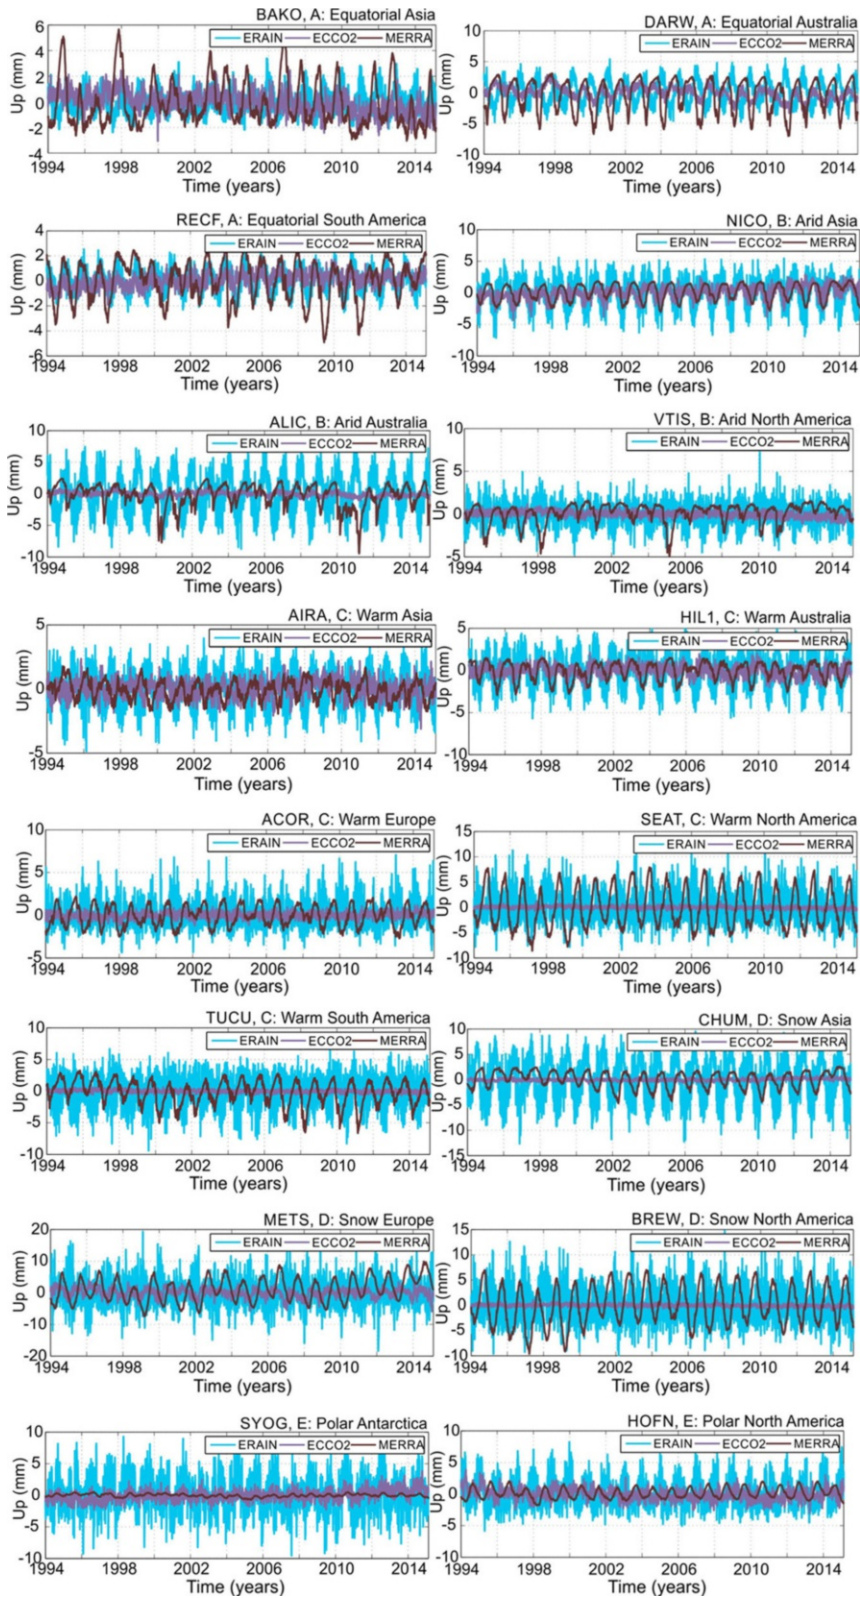 BAKO, A: Equatorial Asia
ERAIN ECCO2 MERRA
Up (mm)
6
4
2
0
-2
-4
1994 1998 2002 2006 2010 2014
Time (years)
DARW, A: Equatorial Australia
ERAIN ECCO2 MERRA
Up (mm)
10
5
0
-5
-10
1994 1998 2002 2006 2010 2014
Time (years)
RECF, A: Equatorial South America
ERAIN ECCO2 MERRA
Up (mm)
4
2
0
-2
-4
-6
1994 1998 2002 2006 2010 2014
Time (years)
NICO, B: Arid Asia
ERAIN ECCO2 MERRA
Up (mm)
10
5
0
-5
-10
1994 1998 2002 2006 2010 2014
Time (years)
ALIC, B: Arid Australia
ERAIN ECCO2 MERRA
Up (mm)
10
5
0
-5
-10
1994 1998 2002 2006 2010 2014
Time (years)
VTIS, B: Arid North America
ERAIN ECCO2 MERRA
Up (mm)
10
5
0
-5
1994 1998 2002 2006 2010 2014
Time (years)
AIRA, C: Warm Asia
ERAIN ECCO2 MERRA
Up (mm)
5
0
-5
1994 1998 2002 2006 2010 2014
Time (years)
HIL1, C: Warm Australia
ERAIN ECCO2 MERRA
Up (mm)
5
0
-5
-10
1994 1998 2002 2006 2010 2014
Time (years)
ACOR, C: Warm Europe
ERAIN ECCO2 MERRA
Up (mm)
10
5
0
-5
1994 1998 2002 2006 2010 2014
Time (years)
SEAT, C: Warm North America
ERAIN ECCO2 MERRA
Up (mm)
15
10
5
0
-5
-10
1994 1998 2002 2006 2010 2014
Time (years)
TUCU, C: Warm South America
ERAIN ECCO2 MERRA
Up (mm)
10
5
0
-5
-10
1994 1998 2002 2006 2010 2014
Time (years)
CHUM, D: Snow Asia
ERAIN ECCO2 MERRA
Up (mm)
10
5
0
-5
-10
-15
1994 1998 2002 2006 2010 2014
Time (years)
METS, D: Snow Europe
ERAIN ECCO2 MERRA
Up (mm)
20
10
0
-10
-20
1994 1998 2002 2006 2010 2014
Time (years)
BREW, D: Snow North America
ERAIN ECCO2 MERRA
Up (mm)
15
10
5
0
-5
-10
1994 1998 2002 2006 2010 2014
Time (years)
SYOG, E: Polar Antarctica
ERAIN ECCO2 MERRA
Up (mm)
10
5
0
-5
-10
1994 1998 2002 2006 2010 2014
Time (years)
HOFN, E: Polar North America
ERAIN ECCO2 MERRA
Up (mm)
10
5
0
-5
-10
1994 1998 2002 2006 2010 2014
Time (years)